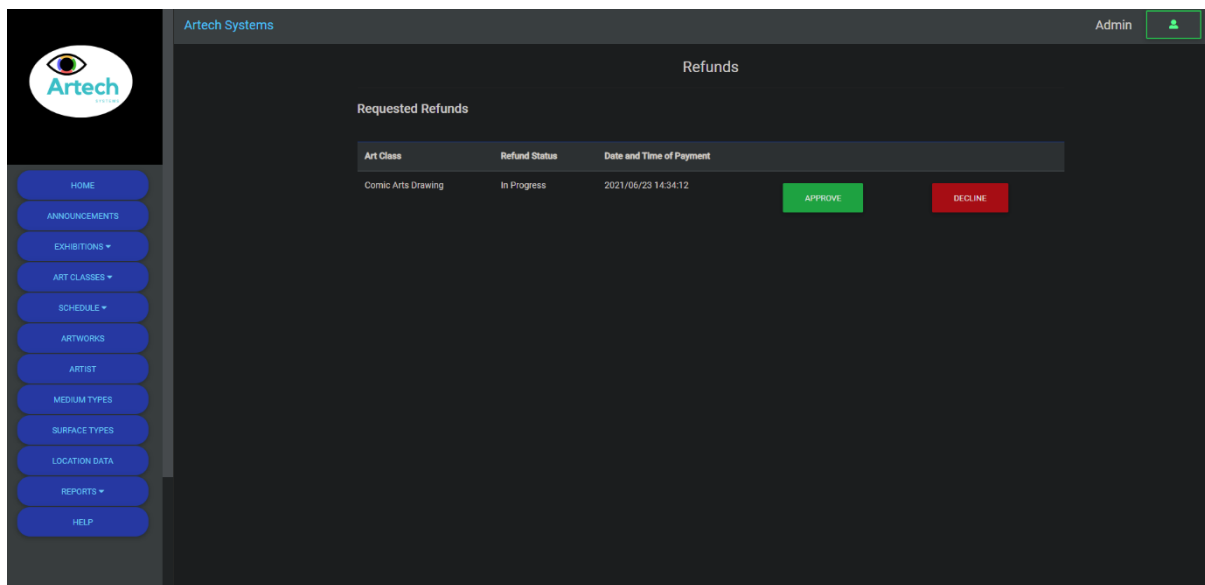 Artech
SYSTEMS
Artech Systems
Admin
HOME
ANNOUNCEMENTS
EXHIBITIONS
ART CLASSES
SCHEDULE
ARTWORKS
ARTIST
MEDIUM TYPES
SURFACE TYPES
LOCATION DATA
REPORTS
HELP
Refunds
Requested Refunds
Art Class Refund Status Date and Time of Payment
Comic Arts Drawing In Progress 2021/06/23 14:34:12 APPROVE DECLINE